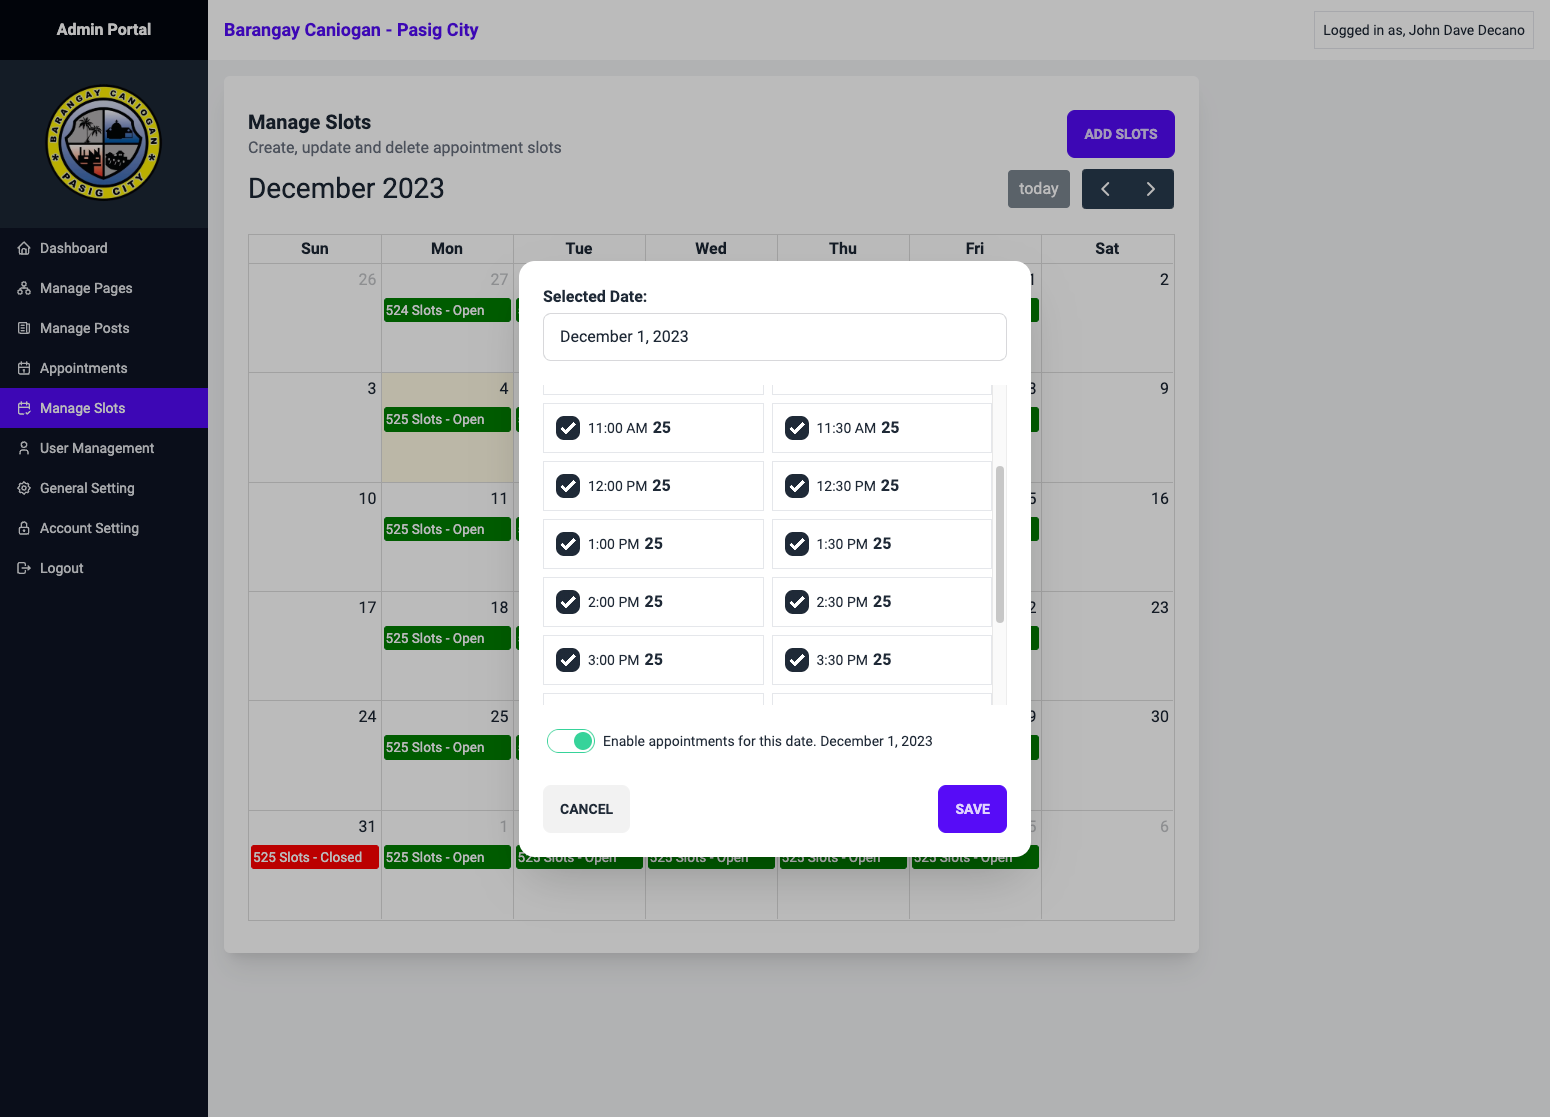 Admin Portal
Barangay Caniogan - Pasig City
Logged in as, John Dave Decano
BARANGAY CANIOGAN
PASIG CITY
Dashboard
Manage Pages
Manage Posts
Appointments
Manage Slots
User Management
General Setting
Account Setting
Logout
Manage Slots
Create, update and delete appointment slots
ADD SLOTS
December 2023
today
Sun Mon Tue Wed Thu Fri Sat
26 27 1 2
524 Slots - Open
3 4 8 9
525 Slots - Open
10 11 5 16
525 Slots - Open
17 18 2 23
525 Slots - Open
24 25 9 30
525 Slots - Open
31 1 5 6
525 Slots - Closed 525 Slots - Open 525 Slots - Open 525 Slots - Open 525 Slots - Open 525 Slots - Open
Selected Date:
December 1, 2023
11:00 AM 25 11:30 AM 25
12:00 PM 25 12:30 PM 25
1:00 PM 25 1:30 PM 25
2:00 PM 25 2:30 PM 25
3:00 PM 25 3:30 PM 25
Enable appointments for this date. December 1, 2023
CANCEL SAVE